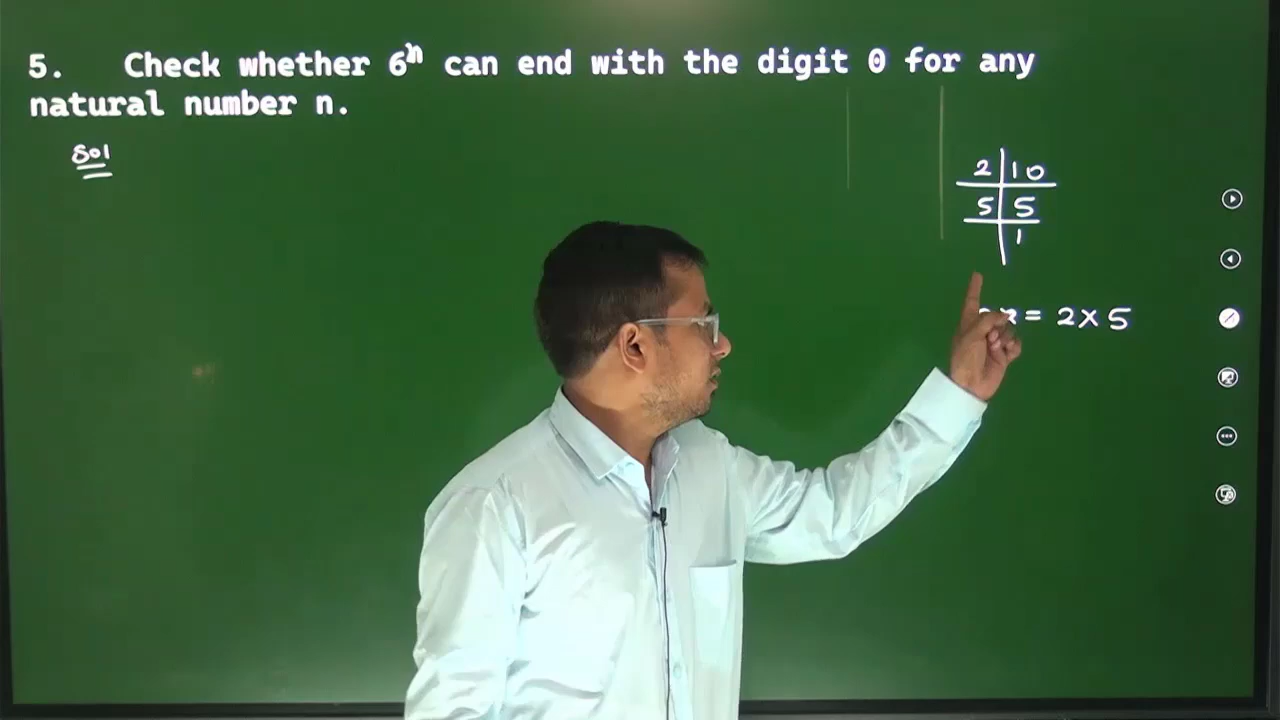 5. Check whether 6ⁿ can end with the digit 0 for any
natural number n.
Sol
2 | 10
5 | 5
1
= 2 × 5